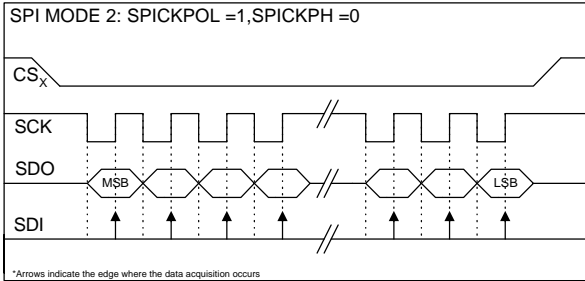 SPI MODE 2: SPICKPOL =1,SPICKPH =0
CSX
SCK
SDO
MSB
LSB
SDI
*Arrows indicate the edge where the data acquisition occurs